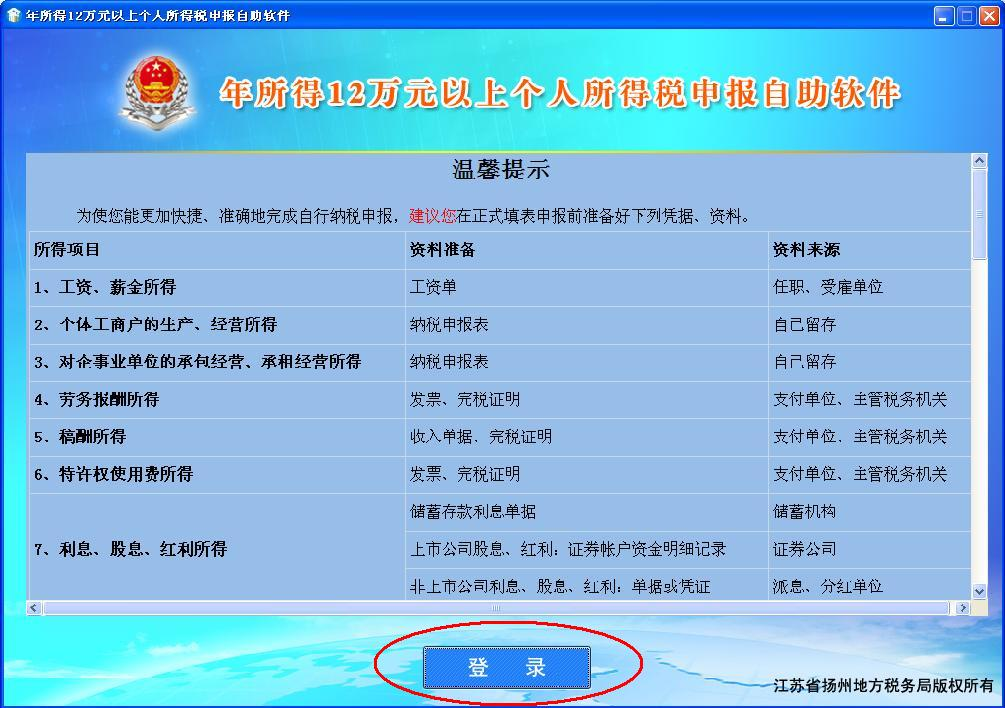 年所得12万元以上个人所得税申报自助软件
年所得12万元以上个人所得税申报自助软件
温馨提示
为使您能更加快捷、准确地完成自行纳税申报，建议您在正式填表申报前准备好下列凭据、资料。
所得项目 资料准备 资料来源
1、工资、薪金所得 工资单 任职、受雇单位
2、个体工商户的生产、经营所得 纳税申报表 自己留存
3、对企事业单位的承包经营、承租经营所得 纳税申报表 自己留存
4、劳务报酬所得 发票、完税证明 支付单位、主管税务机关
5、稿酬所得 收入单据、完税证明 支付单位、主管税务机关
6、特许权使用费所得 发票、完税证明 支付单位、主管税务机关
7、利息、股息、红利所得 储蓄存款利息单据 储蓄机构
上市公司股息、红利：证券帐户资金明细记录 证券公司
非上市公司利息、股息、红利：单据或凭证 派息、分红单位
登 录
江苏省扬州地方税务局版权所有